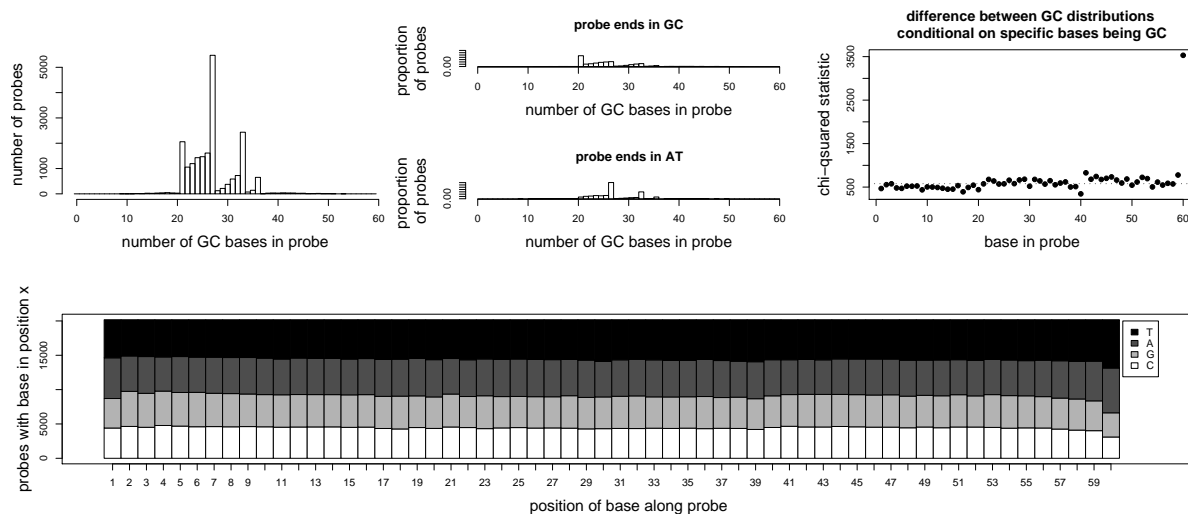 number of probes
0
1000
3000
5000
0 10 20 30 40 50 60
number of GC bases in probe
probe ends in GC
proportion
of probes
0.00
0 10 20 30 40 50 60
number of GC bases in probe
probe ends in AT
proportion
of probes
0.00
0 10 20 30 40 50 60
number of GC bases in probe
difference between GC distributions
conditional on specific bases being GC
chi-qsquared statistic
500
1500
2500
3500
0 10 20 30 40 50 60
base in probe
probes with base in position x
0
5000
15000
T
A
G
C
1 2 3 4 5 6 7 8 9 11 13 15 17 19 21 23 25 27 29 31 33 35 37 39 41 43 45 47 49 51 53 55 57 59
position of base along probe